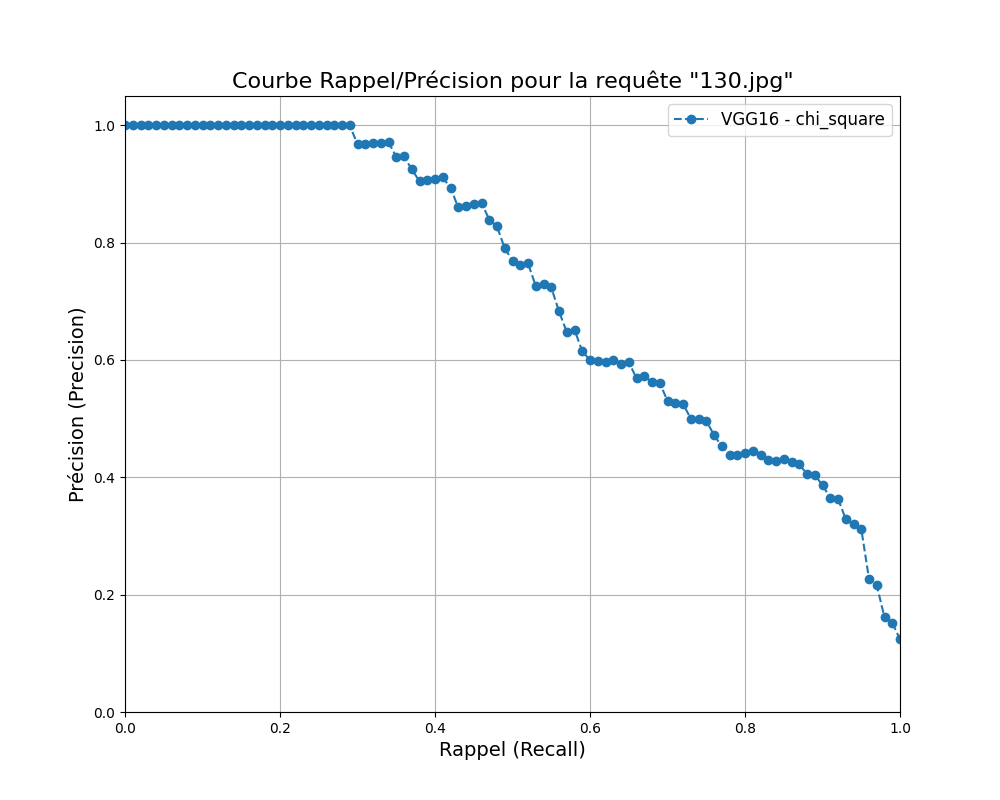 Courbe Rappel/Précision pour la requête "130.jpg"
VGG16 - chi_square
Précision (Precision)
1.0
0.8
0.6
0.4
0.2
0.0
0.0 0.2 0.4 0.6 0.8 1.0
Rappel (Recall)